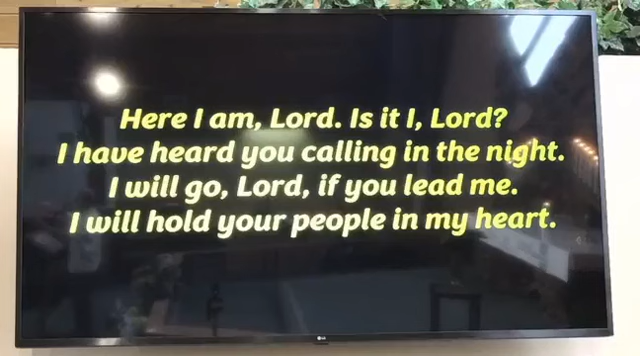 Here I am, Lord. Is it I, Lord?
I have heard you calling in the night.
I will go, Lord, if you lead me.
I will hold your people in my heart.
LG